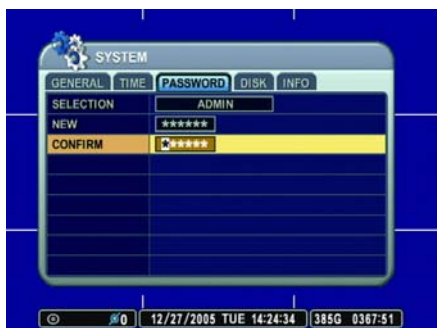 SYSTEM
GENERAL TIME PASSWORD DISK INFO
SELECTION ADMIN
NEW ******
CONFIRM ******
0 12/27/2005 TUE 14:24:34 385G 0367:51